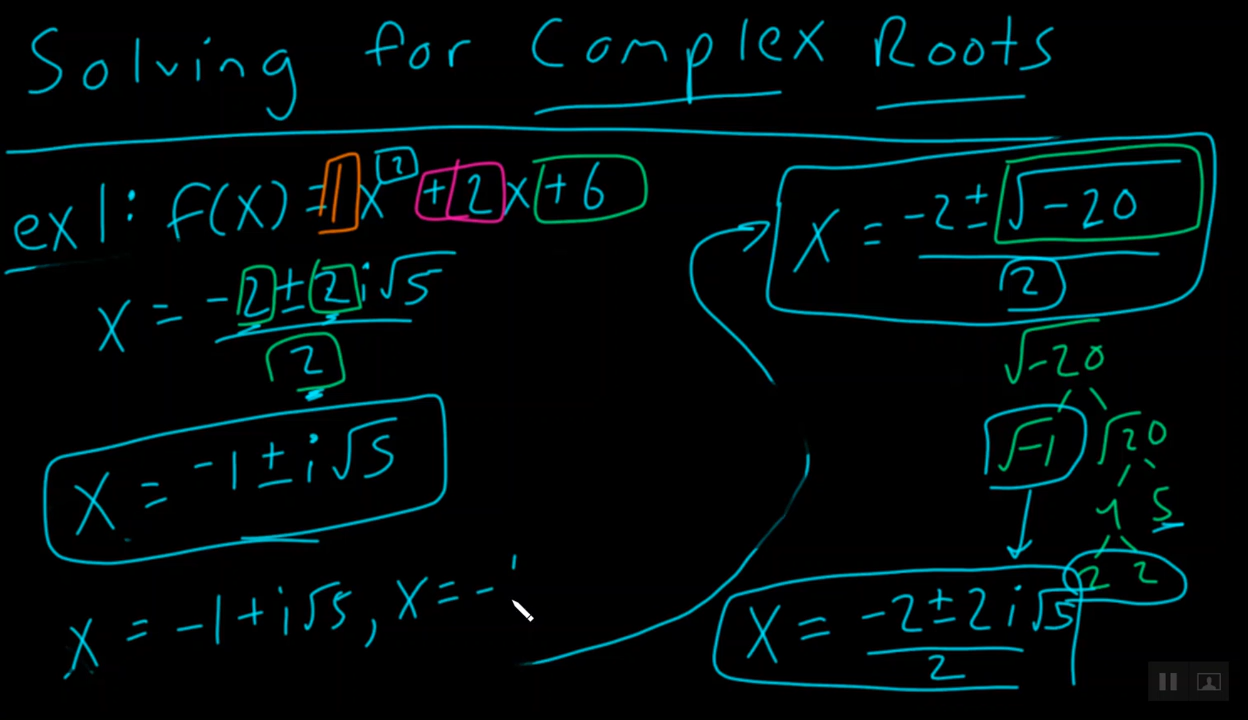 Solving for Complex Roots
ex1: f(x) = 1x² + 2x + 6
x = (-2 ± 2i√5)/2
x = -1 ± i√5
x = -1 + i√5, x = -
x = (-2 ± √-20)/2
√-20
√-1 √20
4 5
2 2
x = (-2 ± 2i√5)/2